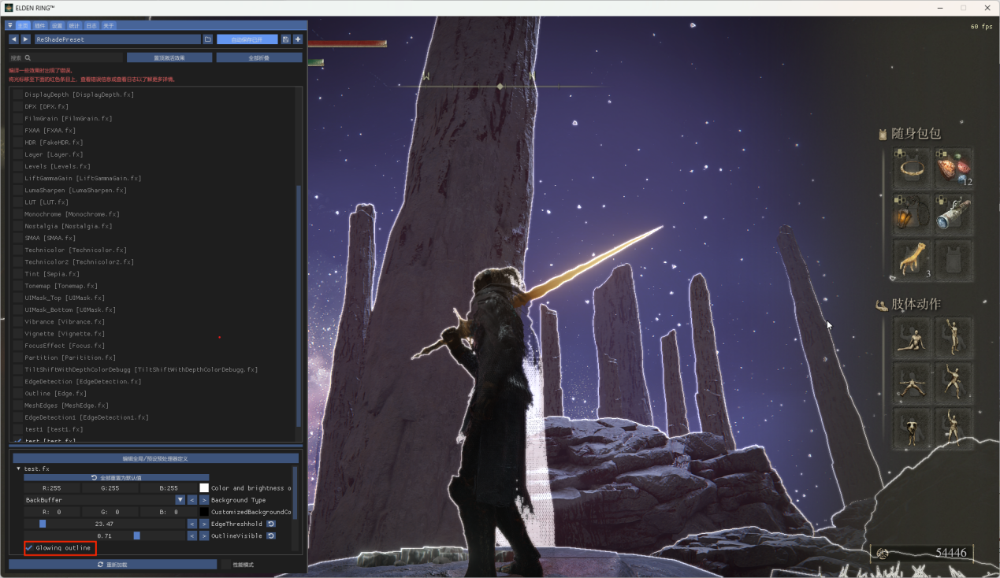 ELDEN RING™
主页 插件 设置 统计 日志 关于
ReShadePreset
自动保存已开
搜索
置顶激活效果
全部折叠
编译一些效果时出现了错误。
将光标移至下面的红色条目上，查看错误信息或查看日志以了解更多详情。
DisplayDepth [DisplayDepth.fx]
DPX [DPX.fx]
FilmGrain [FilmGrain.fx]
FXAA [FXAA.fx]
HDR [FakeHDR.fx]
Layer [Layer.fx]
Levels [Levels.fx]
LiftGammaGain [LiftGammaGain.fx]
LumaSharpen [LumaSharpen.fx]
LUT [LUT.fx]
Monochrome [Monochrome.fx]
Nostalgia [Nostalgia.fx]
SMAA [SMAA.fx]
Technicolor [Technicolor.fx]
Technicolor2 [Technicolor2.fx]
Tint [Sepia.fx]
Tonemap [Tonemap.fx]
UIMask_Top [UIMask.fx]
UIMask_Bottom [UIMask.fx]
Vibrance [Vibrance.fx]
Vignette [Vignette.fx]
FocusEffect [Focus.fx]
Partition [Paritition.fx]
TiltShiftWithDepthColorDebugg [TiltShiftWithDepthColorDebugg.fx]
EdgeDetection [EdgeDetection.fx]
Outline [Edge.fx]
MeshEdges [MeshEdge.fx]
EdgeDetection1 [EdgeDetection1.fx]
test1 [test1.fx]
test [test.fx]
编辑全局/预设预处理器定义
test.fx
全部重置为默认值
R:255 G:255 B:255 Color and brightness o
BackBuffer < > Background Type
R: 0 G: 0 B: 0 CustomizedBackgroundCo
23.47 < > EdgeThreshhold
0.71 < > OutlineVisible
Glowing outline
重新加载
性能模式
60 fps
W
N
随身包包
12
3
肢体动作
54446